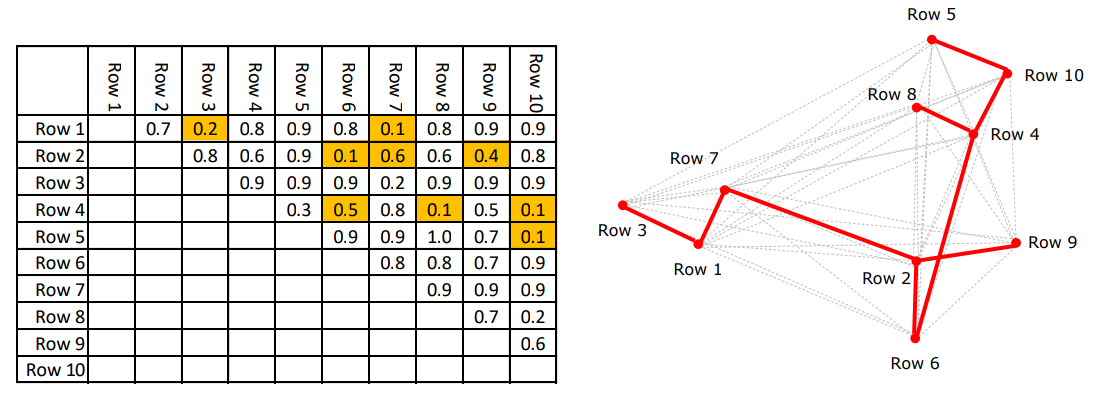 Row 1 Row 2 Row 3 Row 4 Row 5 Row 6 Row 7 Row 8 Row 9 Row 10
Row 1 0.7 0.2 0.8 0.9 0.8 0.1 0.8 0.9 0.9
Row 2 0.8 0.6 0.9 0.1 0.6 0.6 0.4 0.8
Row 3 0.9 0.9 0.9 0.2 0.9 0.9 0.9
Row 4 0.3 0.5 0.8 0.1 0.5 0.1
Row 5 0.9 0.9 1.0 0.7 0.1
Row 6 0.8 0.8 0.7 0.9
Row 7 0.9 0.9 0.9
Row 8 0.7 0.2
Row 9 0.6
Row 10
Row 5
Row 10
Row 8
Row 4
Row 7
Row 3
Row 9
Row 1
Row 2
Row 6